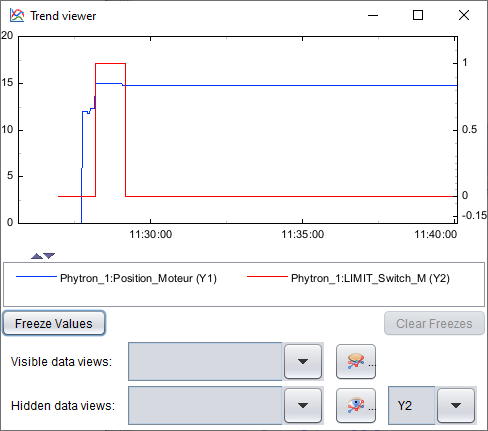 Trend viewer
20
15
10
5
0
1
0.5
0
-0.15
11:30:00 11:35:00 11:40:00
Phytron_1:Position_Moteur (Y1) Phytron_1:LIMIT_Switch_M (Y2)
Freeze Values Clear Freezes
Visible data views: ...
Hidden data views: ... Y2